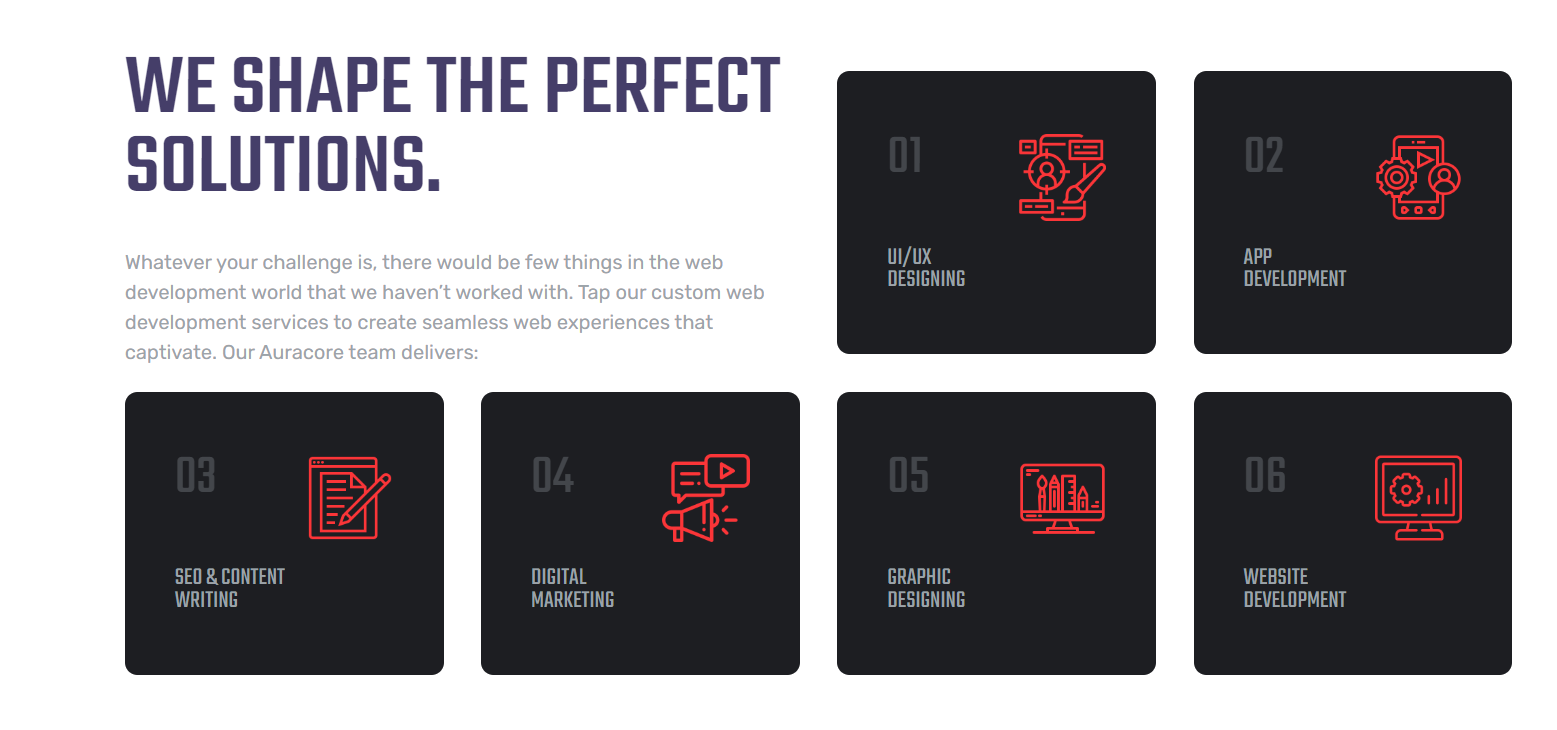 WE SHAPE THE PERFECT
SOLUTIONS.
Whatever your challenge is, there would be few things in the web
development world that we haven’t worked with. Tap our custom web
development services to create seamless web experiences that
captivate. Our Auracore team delivers:
01
UI/UX
DESIGNING
02
APP
DEVELOPMENT
03
SEO & CONTENT
WRITING
04
DIGITAL
MARKETING
05
GRAPHIC
DESIGNING
06
WEBSITE
DEVELOPMENT